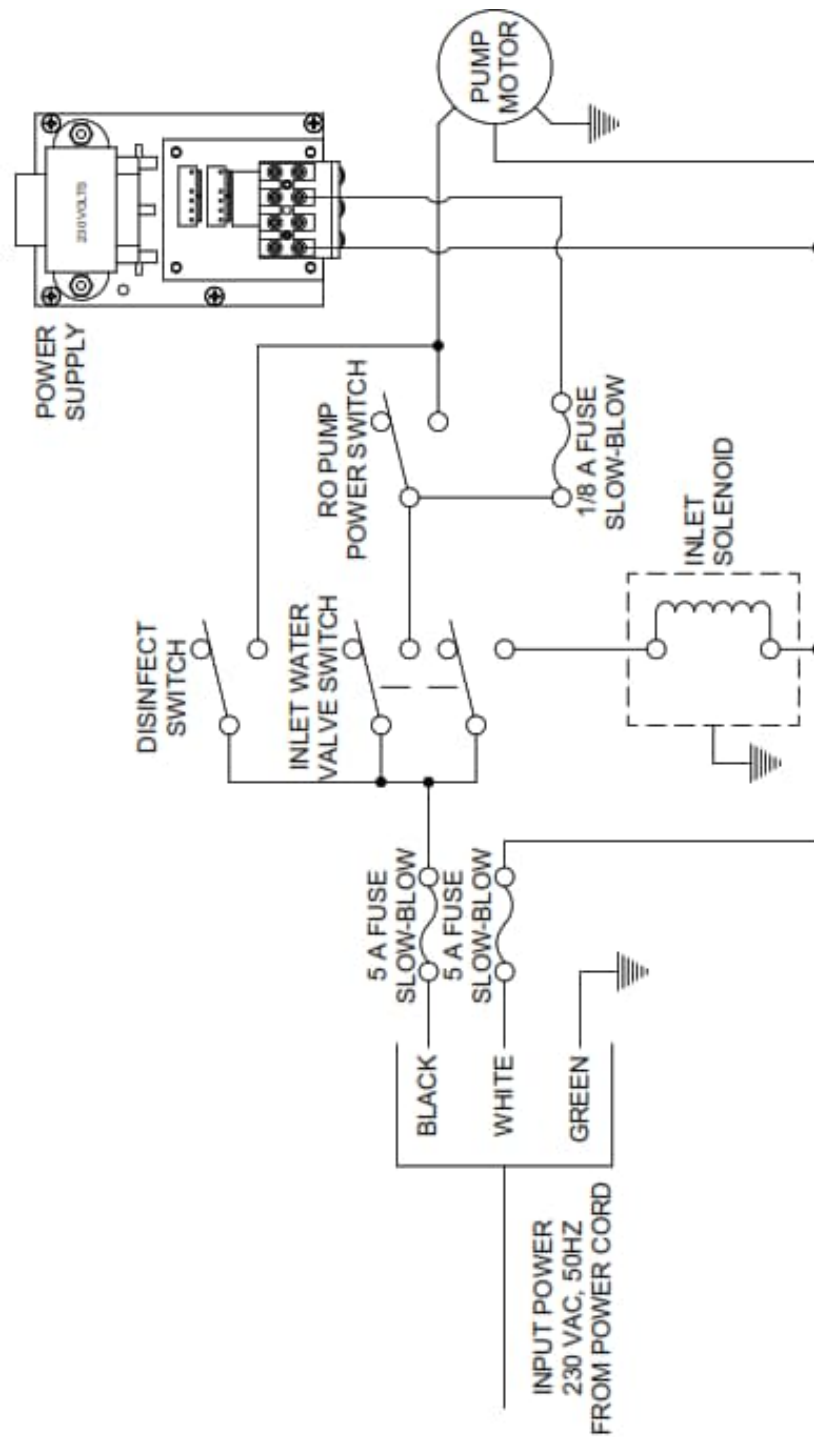 INPUT POWER
230 VAC, 50HZ
FROM POWER CORD
BLACK
WHITE
GREEN
5 A FUSE
SLOW-BLOW
5 A FUSE
SLOW-BLOW
DISINFECT
SWITCH
INLET WATER
VALVE SWITCH
RO PUMP
POWER SWITCH
1/8 A FUSE
SLOW-BLOW
INLET
SOLENOID
POWER
SUPPLY
230 VOLTS
PUMP
MOTOR